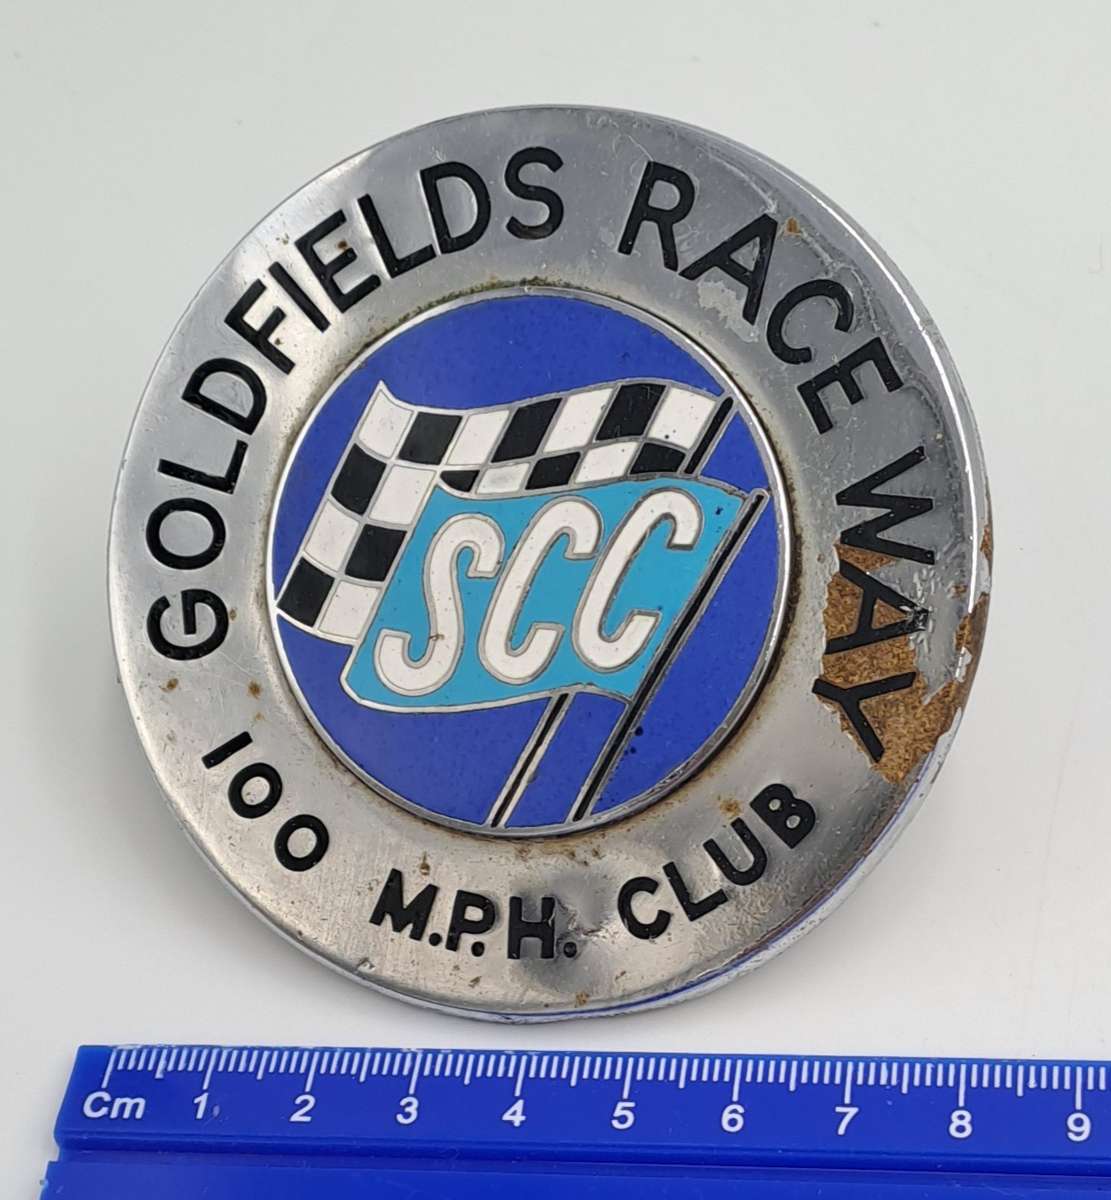 GOLDFIELDS RACE WAY
SCC
100 M.P.H. CLUB
Cm 1 2 3 4 5 6 7 8 9